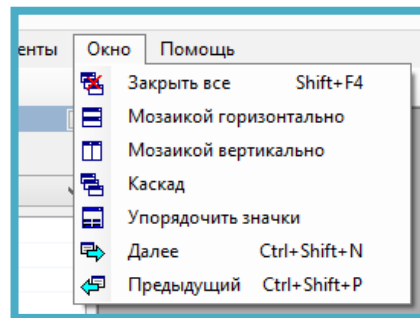 енты Окно Помощь
Закрыть все Shift+F4
Мозаикой горизонтально
Мозаикой вертикально
Каскад
Упорядочить значки
Далее Ctrl+Shift+N
Предыдущий Ctrl+Shift+P